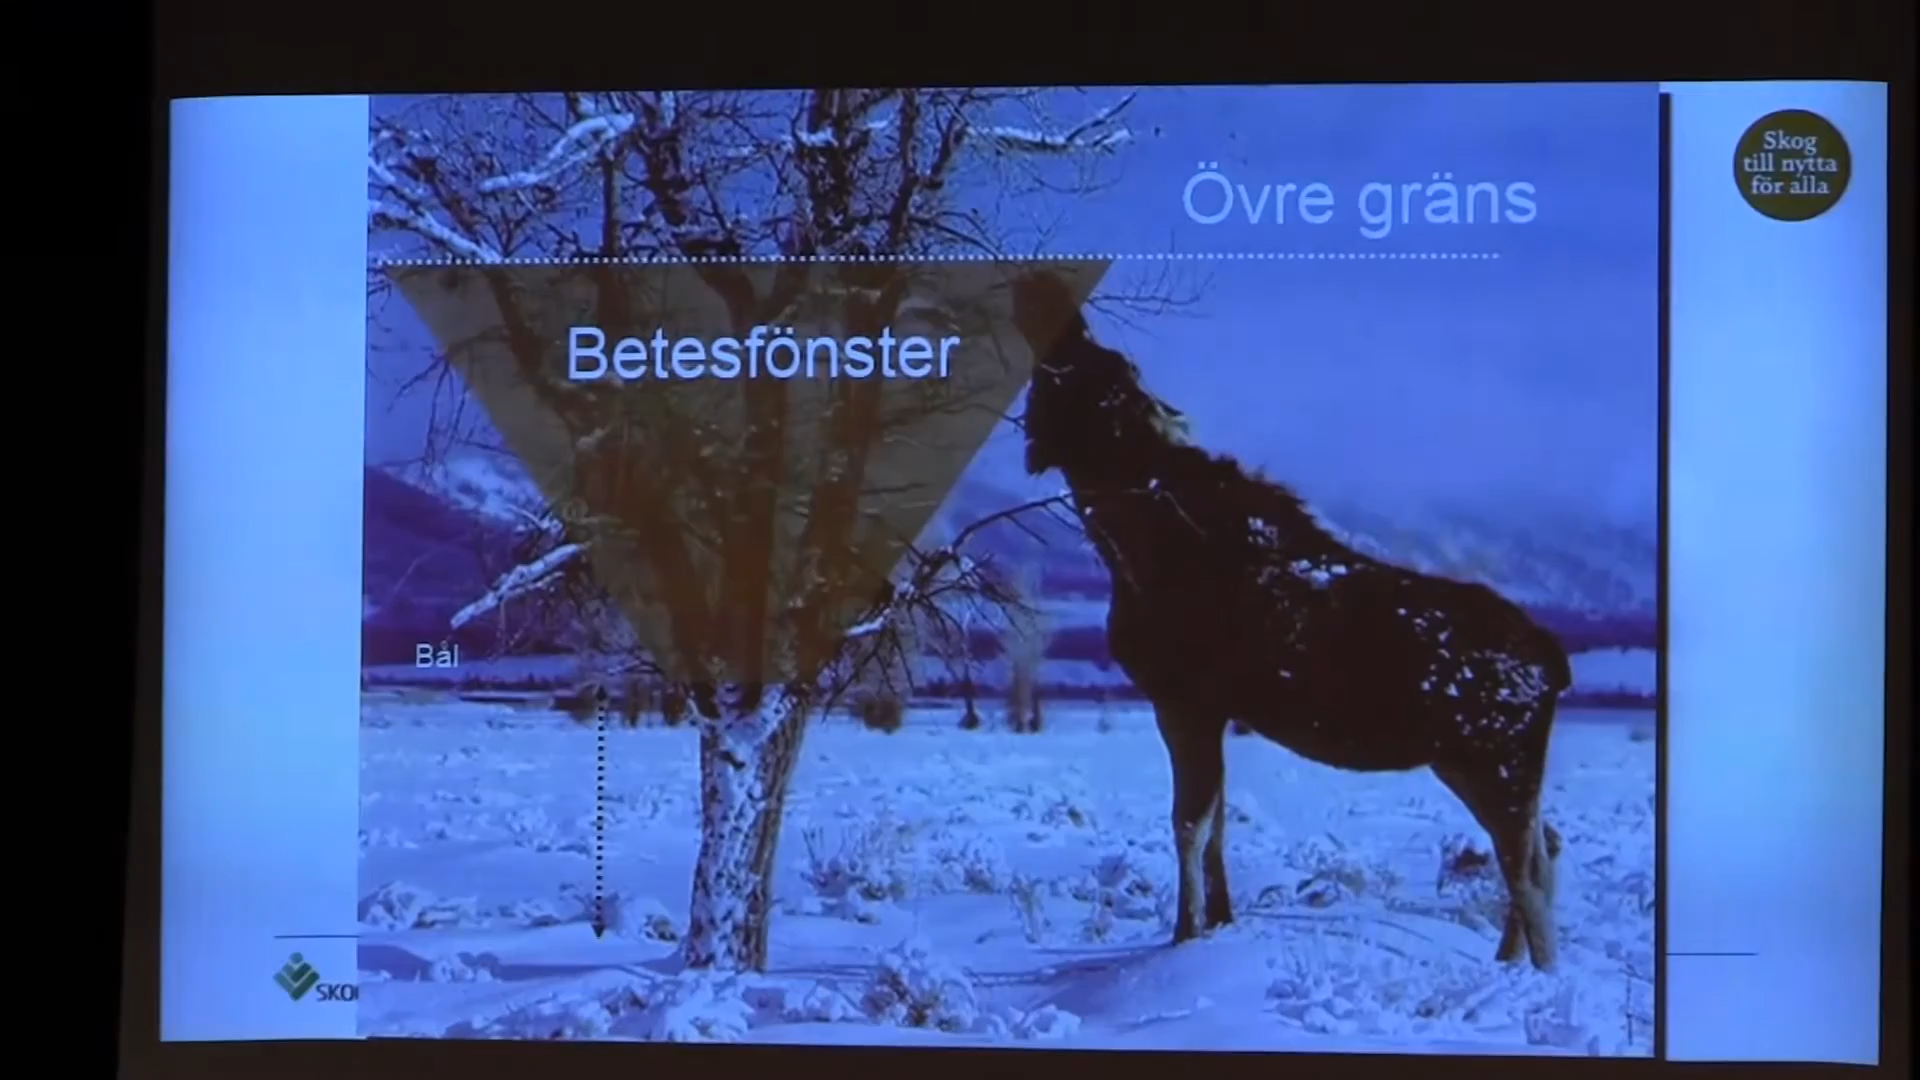 Skog
till nytta
för alla
Övre gräns
Betesfönster
Bål
SKO